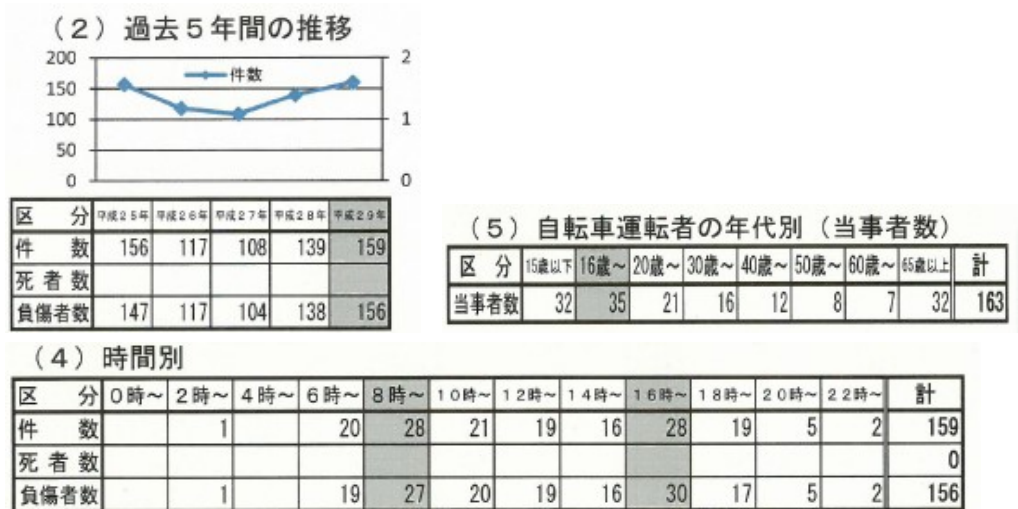 （２）過去５年間の推移
200 2
150
100 1
50
0 0
件数
区 分 平成２５年 平成２６年 平成２７年 平成２８年 平成２９年
件 数 156 117 108 139 159
死 者 数
負傷者数 147 117 104 138 156
（５）自転車運転者の年代別（当事者数）
区 分 15歳以下 16歳～ 20歳～ 30歳～ 40歳～ 50歳～ 60歳～ 65歳以上 計
当事者数 32 35 21 16 12 8 7 32 163
（４）時間別
区 分 ０時～ ２時～ ４時～ ６時～ ８時～ １０時～ １２時～ １４時～ １６時～ １８時～ ２０時～ ２２時～ 計
件 数 1 20 28 21 19 16 28 19 5 2 159
死 者 数 0
負傷者数 1 19 27 20 19 16 30 17 5 2 156